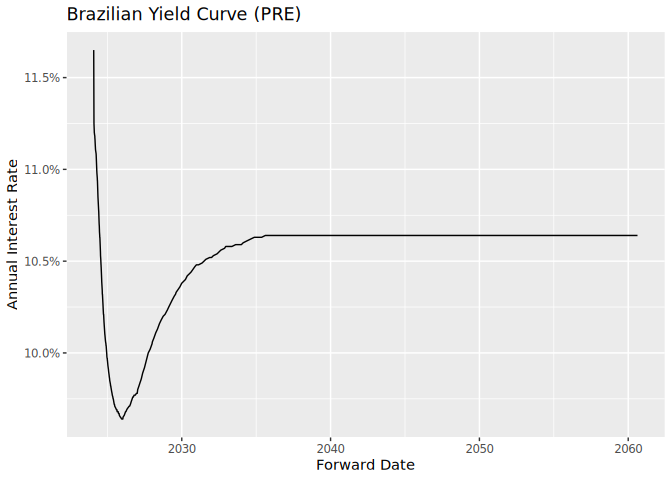 Brazilian Yield Curve (PRE)
Annual Interest Rate
11.5%
11.0%
10.5%
10.0%
2030 2040 2050 2060
Forward Date